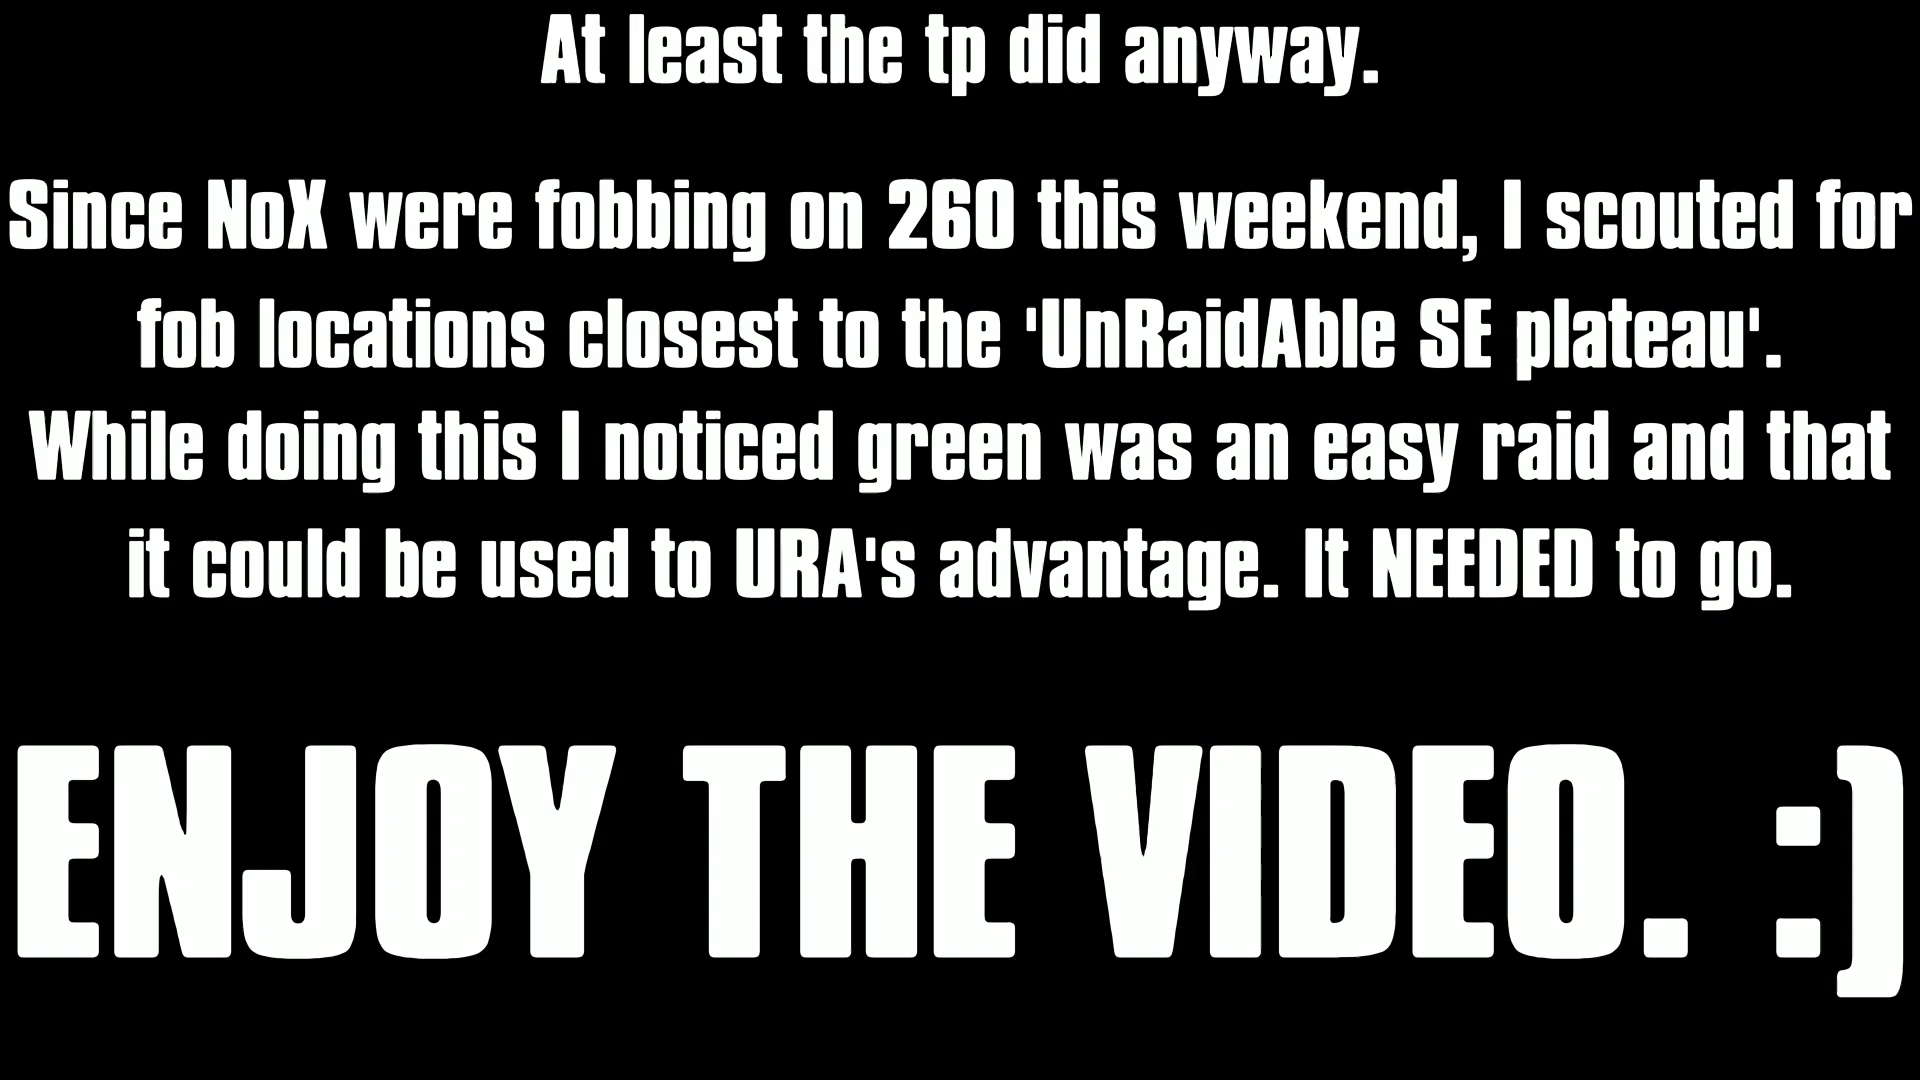 At least the tp did anyway.
Since NoX were fobbing on 260 this weekend, I scouted for
fob locations closest to the 'UnRaidAble SE plateau'.
While doing this I noticed green was an easy raid and that
it could be used to URA's advantage. It NEEDED to go.
ENJOY THE VIDEO. :)